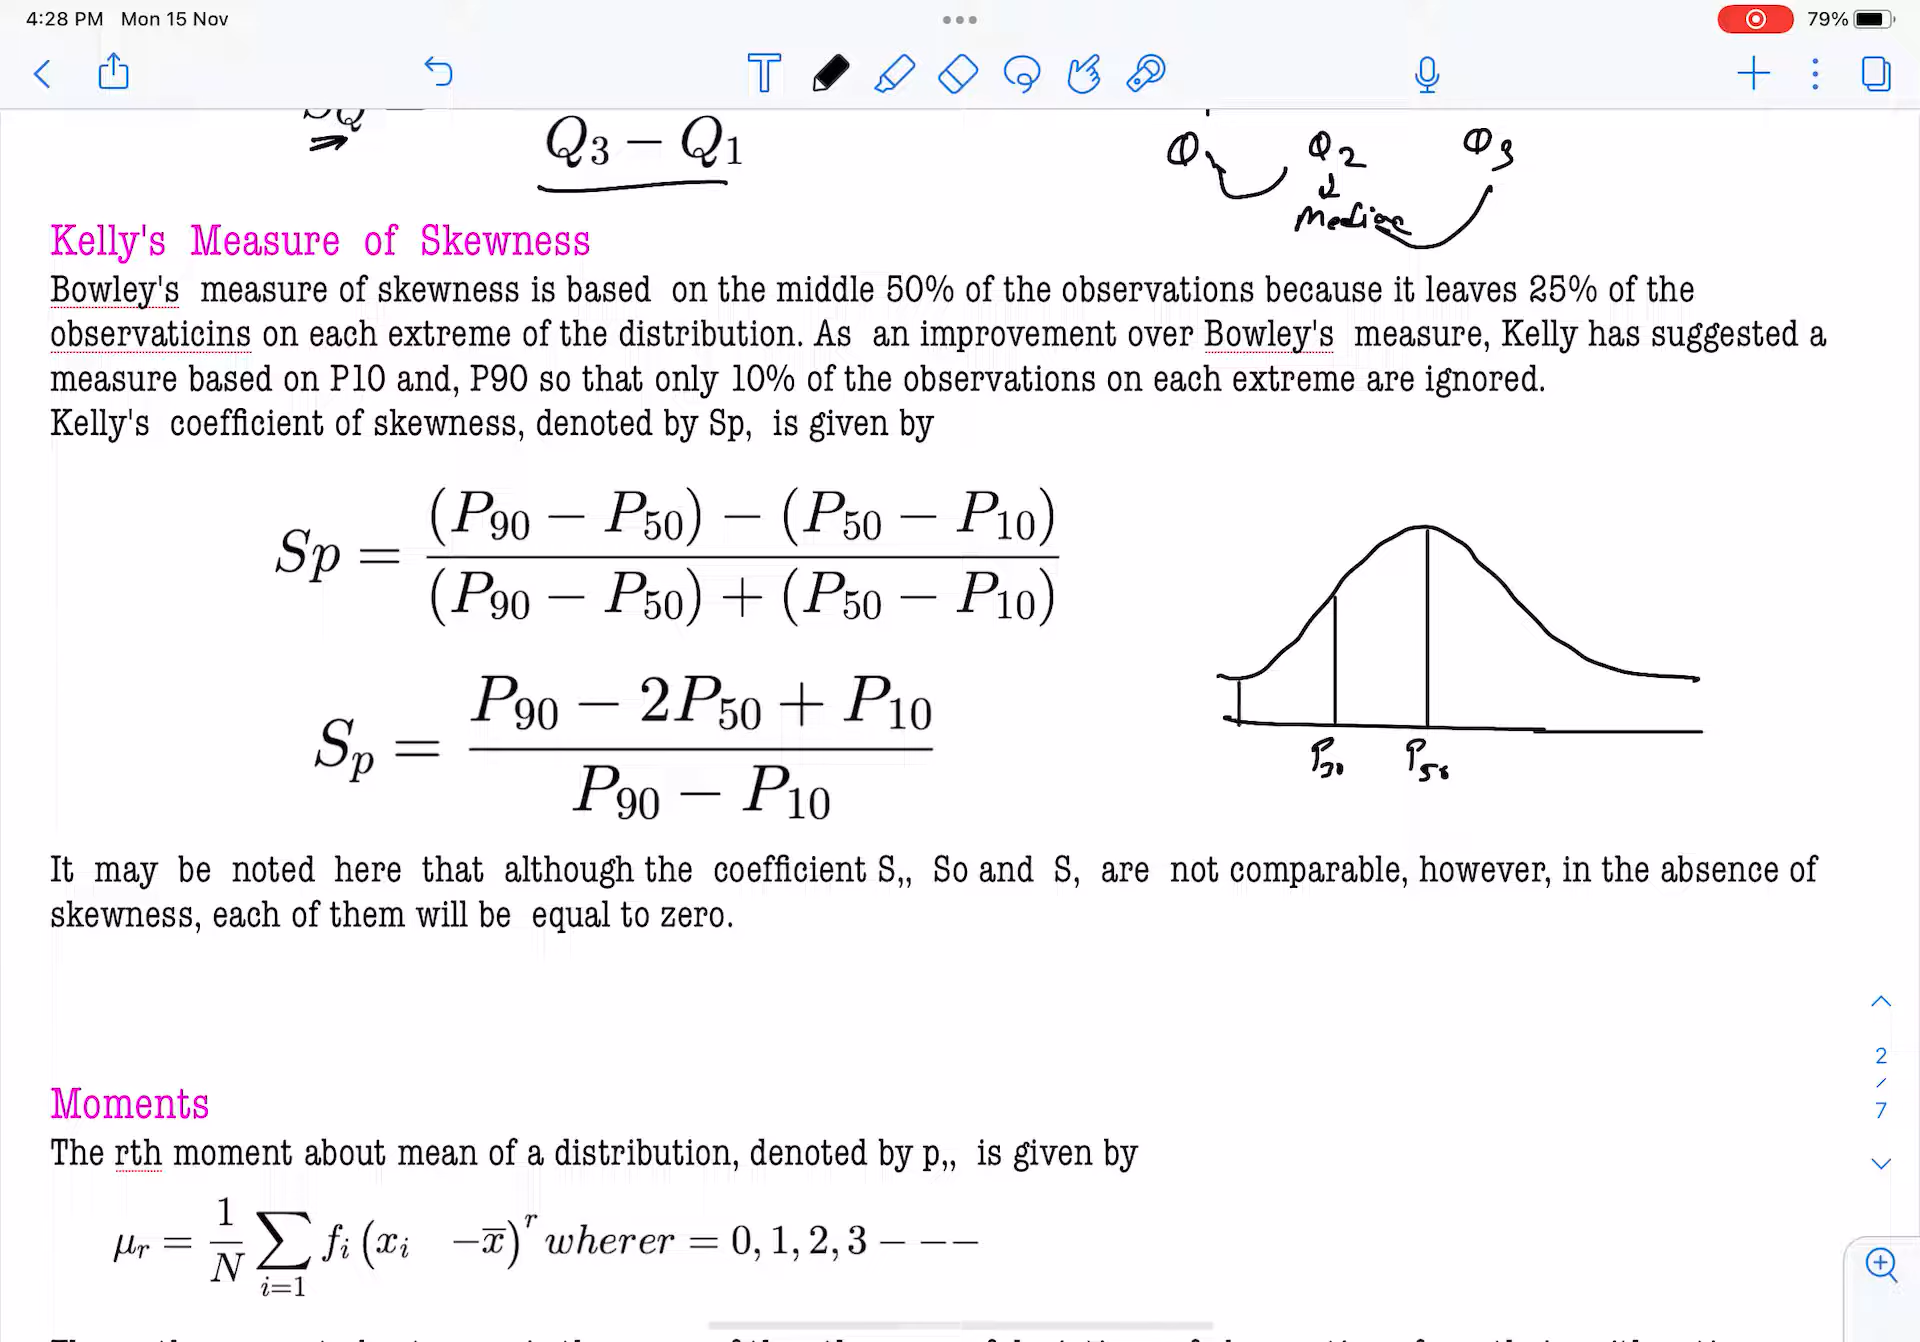 4:28 PM Mon 15 Nov
79%
Q₃ − Q₁
Q₁ Q₂ Q₃
Median
Kelly's Measure of Skewness
Bowley's measure of skewness is based on the middle 50% of the observations because it leaves 25% of the
observaticins on each extreme of the distribution. As an improvement over Bowley's measure, Kelly has suggested a
measure based on P10 and, P90 so that only 10% of the observations on each extreme are ignored.
Kelly's coefficient of skewness, denoted by Sp, is given by
(P₉₀ − P₅₀) − (P₅₀ − P₁₀)
Sp =
(P₉₀ − P₅₀) + (P₅₀ − P₁₀)
P₉₀ − 2P₅₀ + P₁₀
Sₚ =
P₉₀ − P₁₀
It may be noted here that although the coefficient S,, So and S, are not comparable, however, in the absence of
skewness, each of them will be equal to zero.
2
/
7
Moments
The rth moment about mean of a distribution, denoted by p,, is given by
μᵣ = 1/N ∑ i=1 fᵢ (xᵢ −x̅)ʳ wherer = 0, 1, 2, 3 − − −